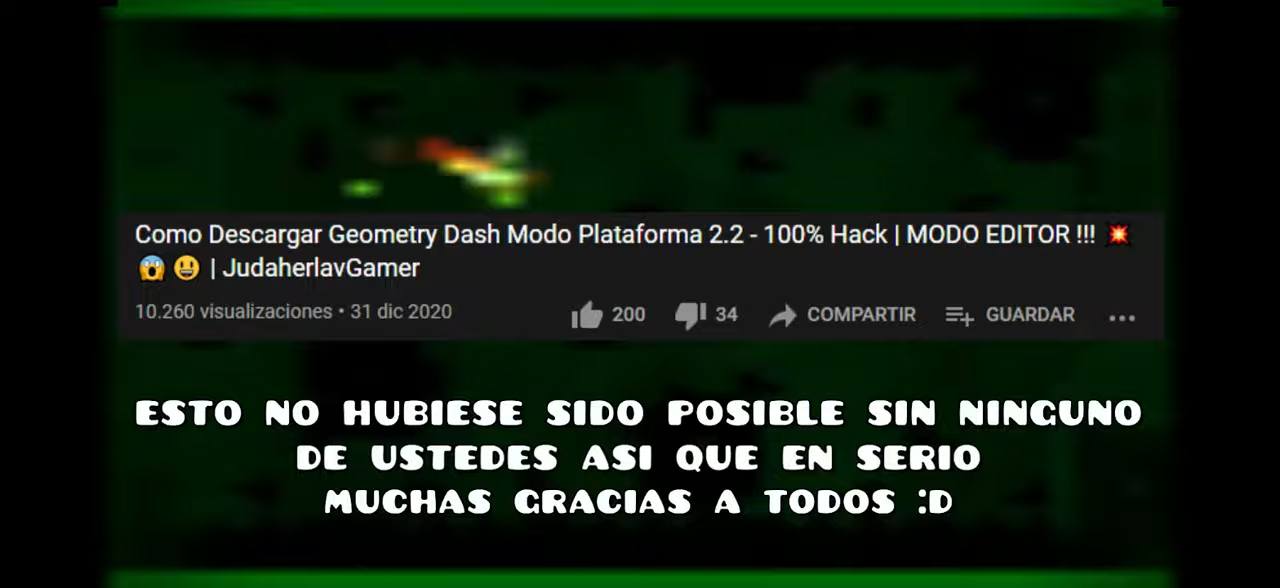 Como Descargar Geometry Dash Modo Plataforma 2.2 - 100% Hack | MODO EDITOR !!! 💥
😱 😃 | JudaherlavGamer
10.260 visualizaciones • 31 dic 2020 200 34 COMPARTIR GUARDAR ...
ESTO NO HUBIESE SIDO POSIBLE SIN NINGUNO
DE USTEDES ASI QUE EN SERIO
MUCHAS GRACIAS A TODOS :D